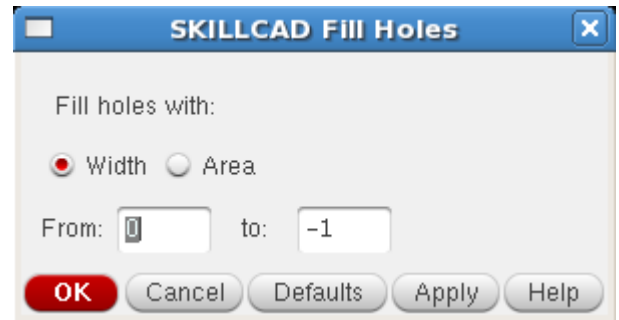 SKILLCAD Fill Holes
Fill holes with:
Width Area
From: 0 to: -1
OK Cancel Defaults Apply Help